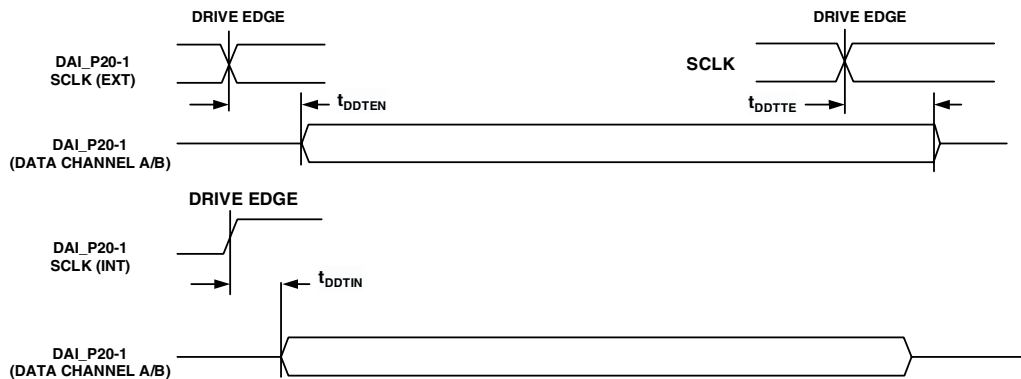 DRIVE EDGE
DRIVE EDGE
DAI_P20-1
SCLK (EXT)
SCLK
tDDTEN
tDDTTE
DAI_P20-1
(DATA CHANNEL A/B)
DRIVE EDGE
DAI_P20-1
SCLK (INT)
tDDTIN
DAI_P20-1
(DATA CHANNEL A/B)